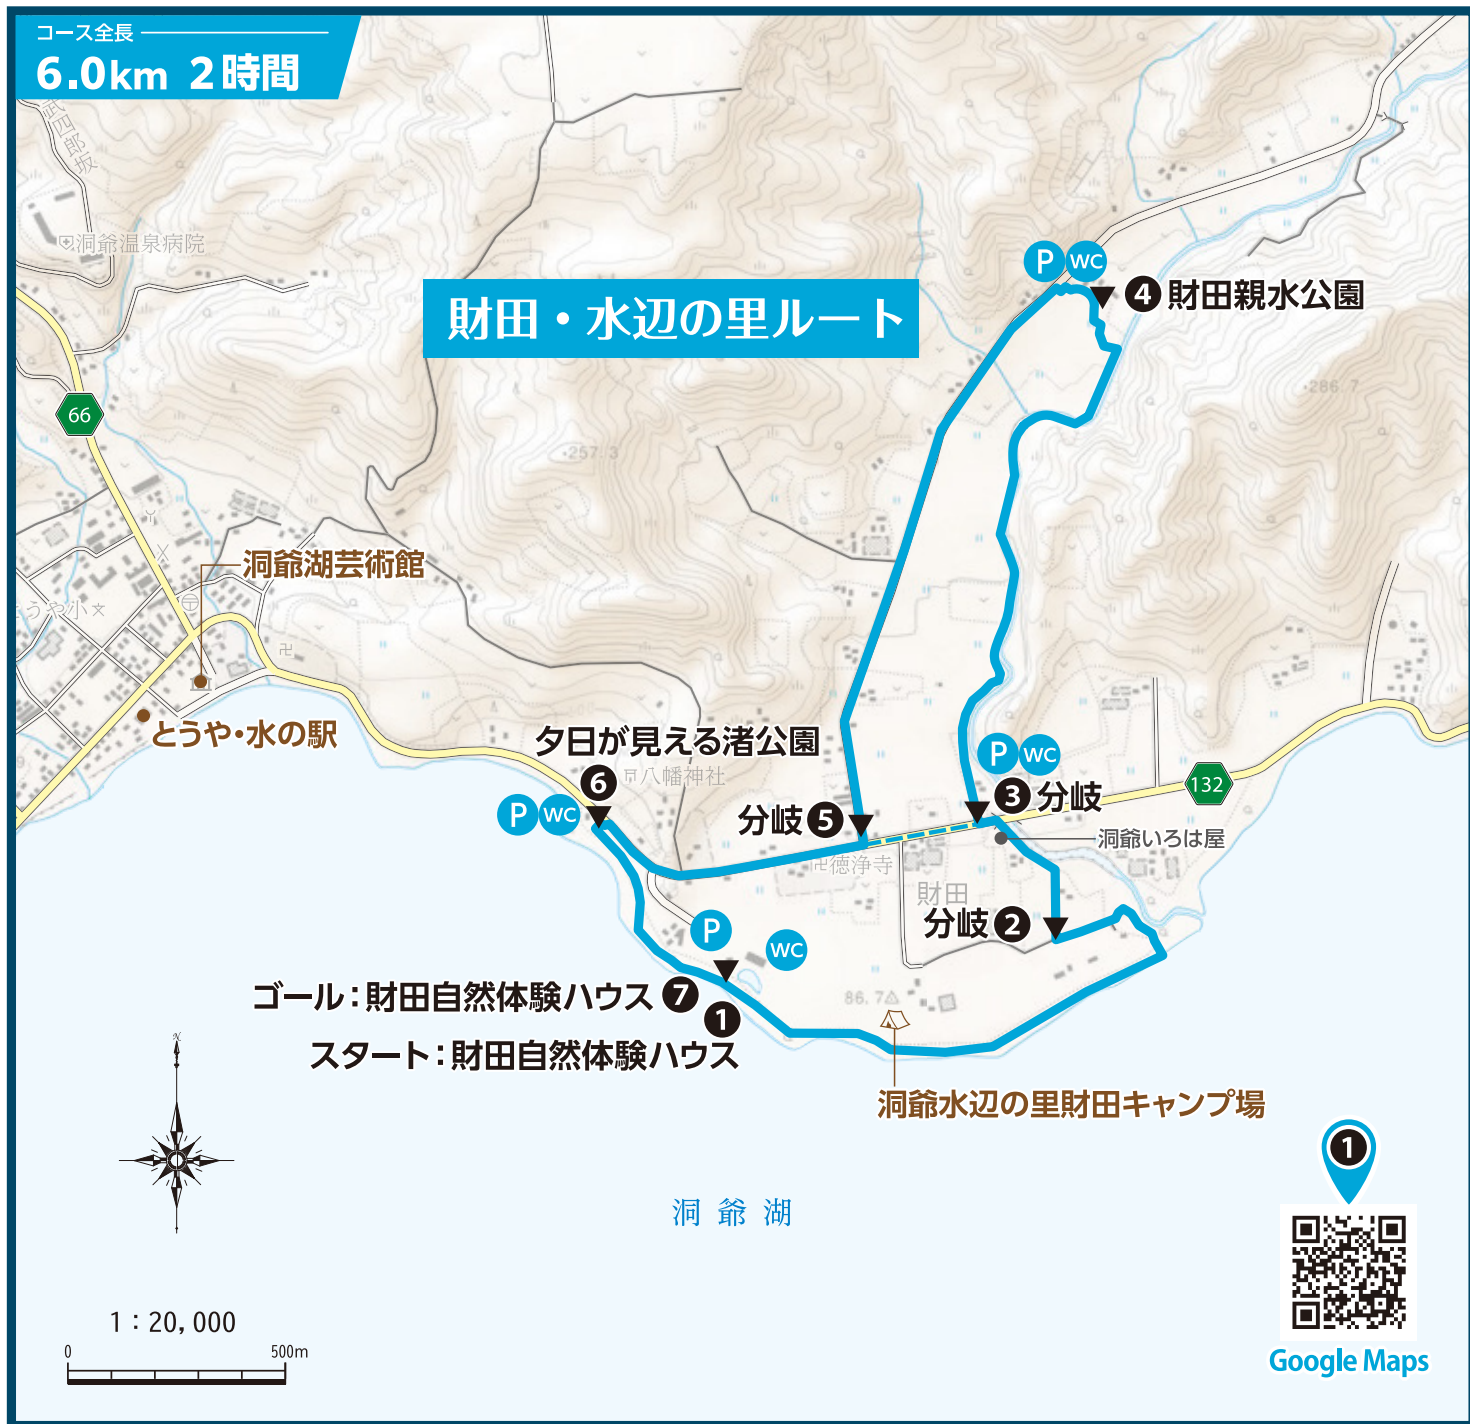 コース全長
6.0km 2時間
武四郎坂
洞爺温泉病院
P WC
❹ 財田親水公園
財田・水辺の里ルート
286.7
66
257.3
洞爺湖芸術館
うや小
とうや・水の駅
夕日が見える渚公園
❻
八幡神社
P WC
P WC
132
❸ 分岐
分岐 ❺
洞爺いろは屋
徳浄寺
財田
分岐 ❷
P
WC
ゴール：財田自然体験ハウス ❼
86.7
❶
スタート：財田自然体験ハウス
洞爺水辺の里財田キャンプ場
❶
洞爺湖
1：20,000
0 500m
Google Maps